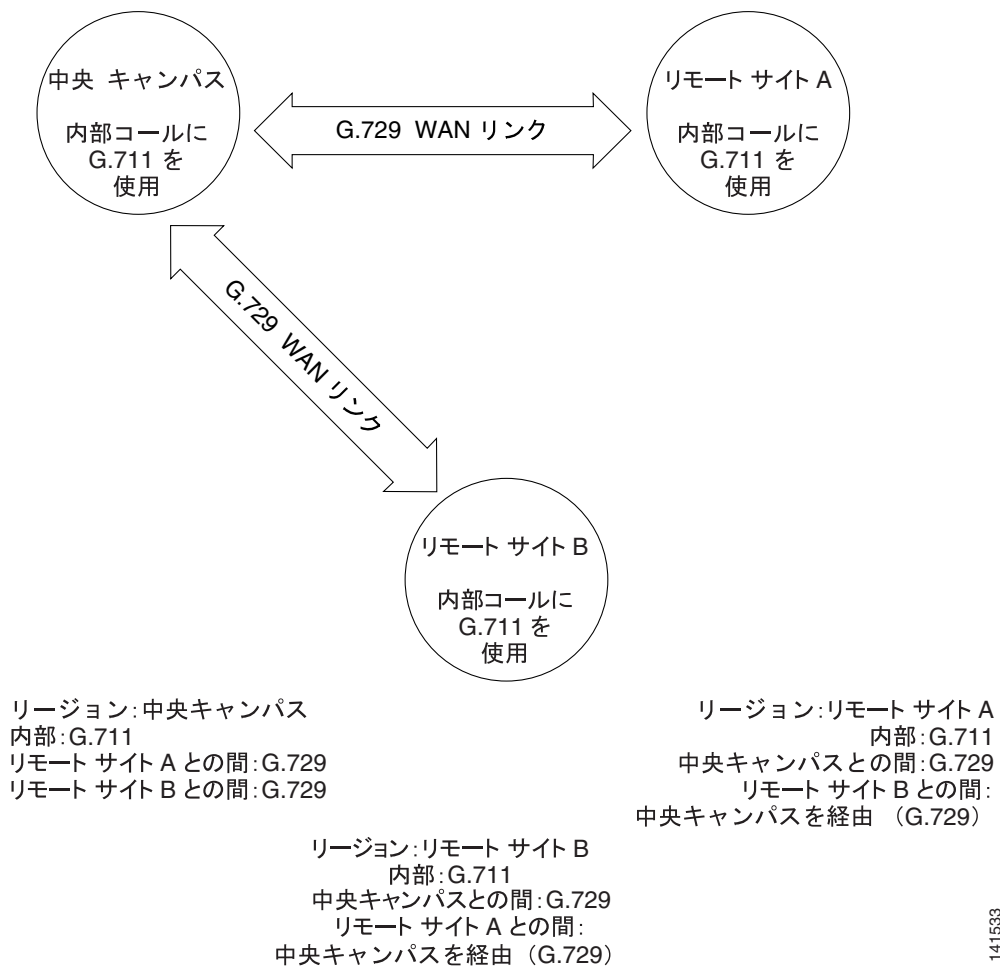 中央 キャンパス
内部コールに
G.711 を
使用
G.729 WAN リンク
リモート サイト A
内部コールに
G.711 を
使用
G.729 WAN リンク
リモート サイト B
内部コールに
G.711 を
使用
リージョン:中央キャンパス
内部:G.711
リモート サイト A との間:G.729
リモート サイト B との間:G.729
リージョン:リモート サイト A
内部:G.711
中央キャンパスとの間:G.729
リモート サイト B との間:
中央キャンパスを経由 （G.729）
リージョン:リモート サイト B
内部:G.711
中央キャンパスとの間:G.729
リモート サイト A との間:
中央キャンパスを経由（G.729）
141533